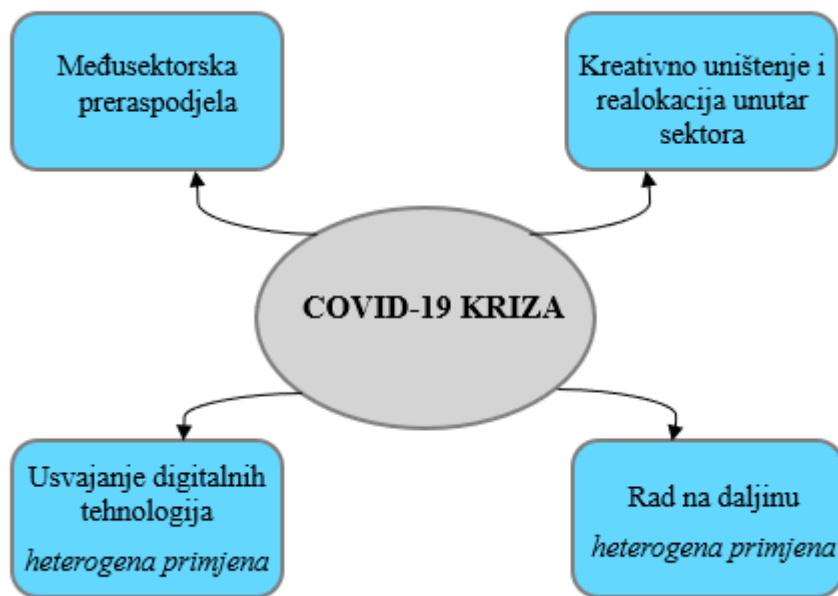 Međusektorska
preraspodjela
Kreativno uništenje i
realokacija unutar
sektora
COVID-19 KRIZA
Usvajanje digitalnih
tehnologija
heterogena primjena
Rad na daljinu
heterogena primjena